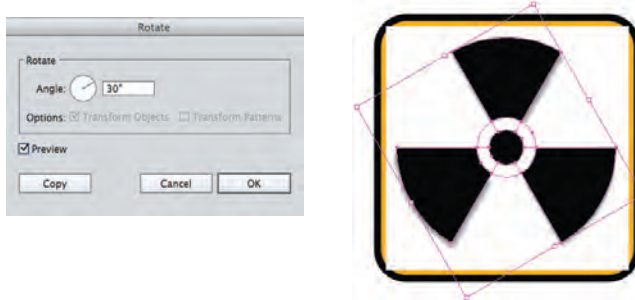 Rotate
Rotate
Angle: 30°
Options: Transform Objects Transform Patterns
Preview
Copy Cancel OK